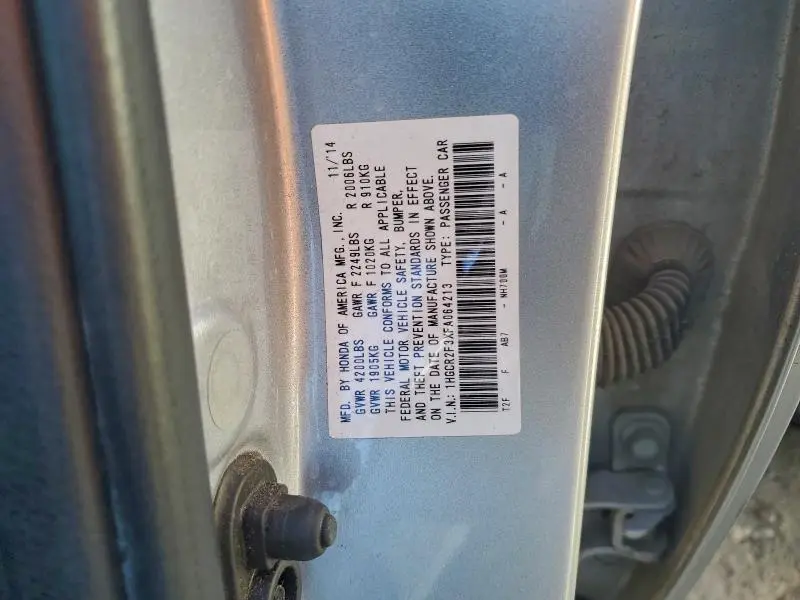 MFD. BY HONDA OF AMERICA MFG., INC. 11/'14
GVWR 4200LBS GAWR F 2249LBS R 2006LBS
GVWR 1905KG GAWR F 1020KG R 910KG
THIS VEHICLE CONFORMS TO ALL APPLICABLE
FEDERAL MOTOR VEHICLE SAFETY, BUMPER,
AND THEFT PREVENTION STANDARDS IN EFFECT
ON THE DATE OF MANUFACTURE SHOWN ABOVE.
V.I.N.: 1HGCR2F3XFA064213 TYPE: PASSENGER CAR
T2F F AB7 - NH700M - A - A